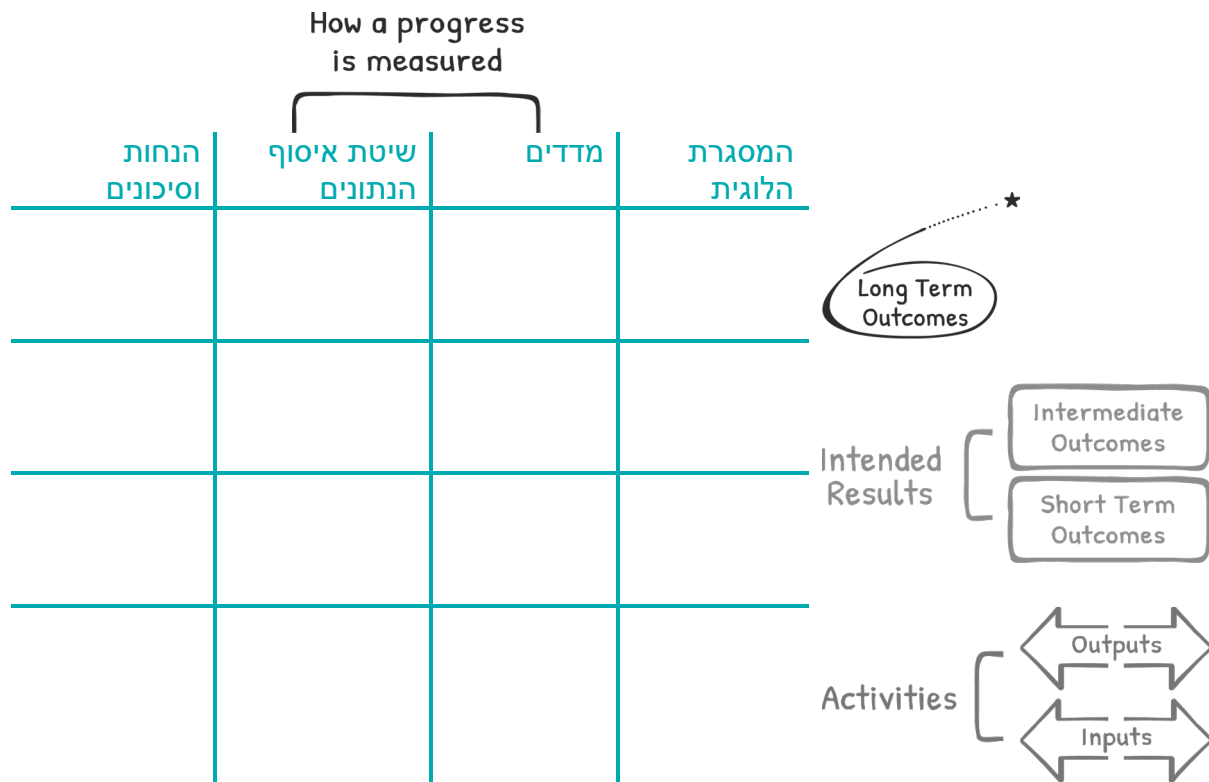 How a progress
is measured
המסגרת
הלוגית
מדדים
שיטת איסוף
הנתונים
הנחות
וסיכונים
Long Term
Outcomes
Intended
Results
Intermediate
Outcomes
Short Term
Outcomes
Activities
Outputs
Inputs